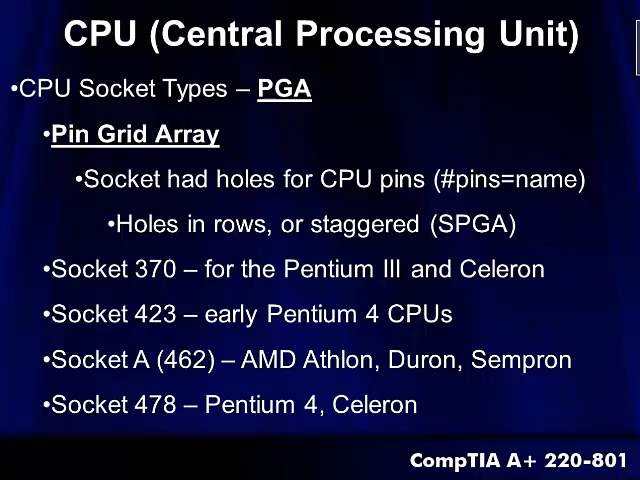 CPU (Central Processing Unit)
•CPU Socket Types – PGA
•Pin Grid Array
•Socket had holes for CPU pins (#pins=name)
•Holes in rows, or staggered (SPGA)
•Socket 370 – for the Pentium III and Celeron
•Socket 423 – early Pentium 4 CPUs
•Socket A (462) – AMD Athlon, Duron, Sempron
•Socket 478 – Pentium 4, Celeron
CompTIA A+ 220-801